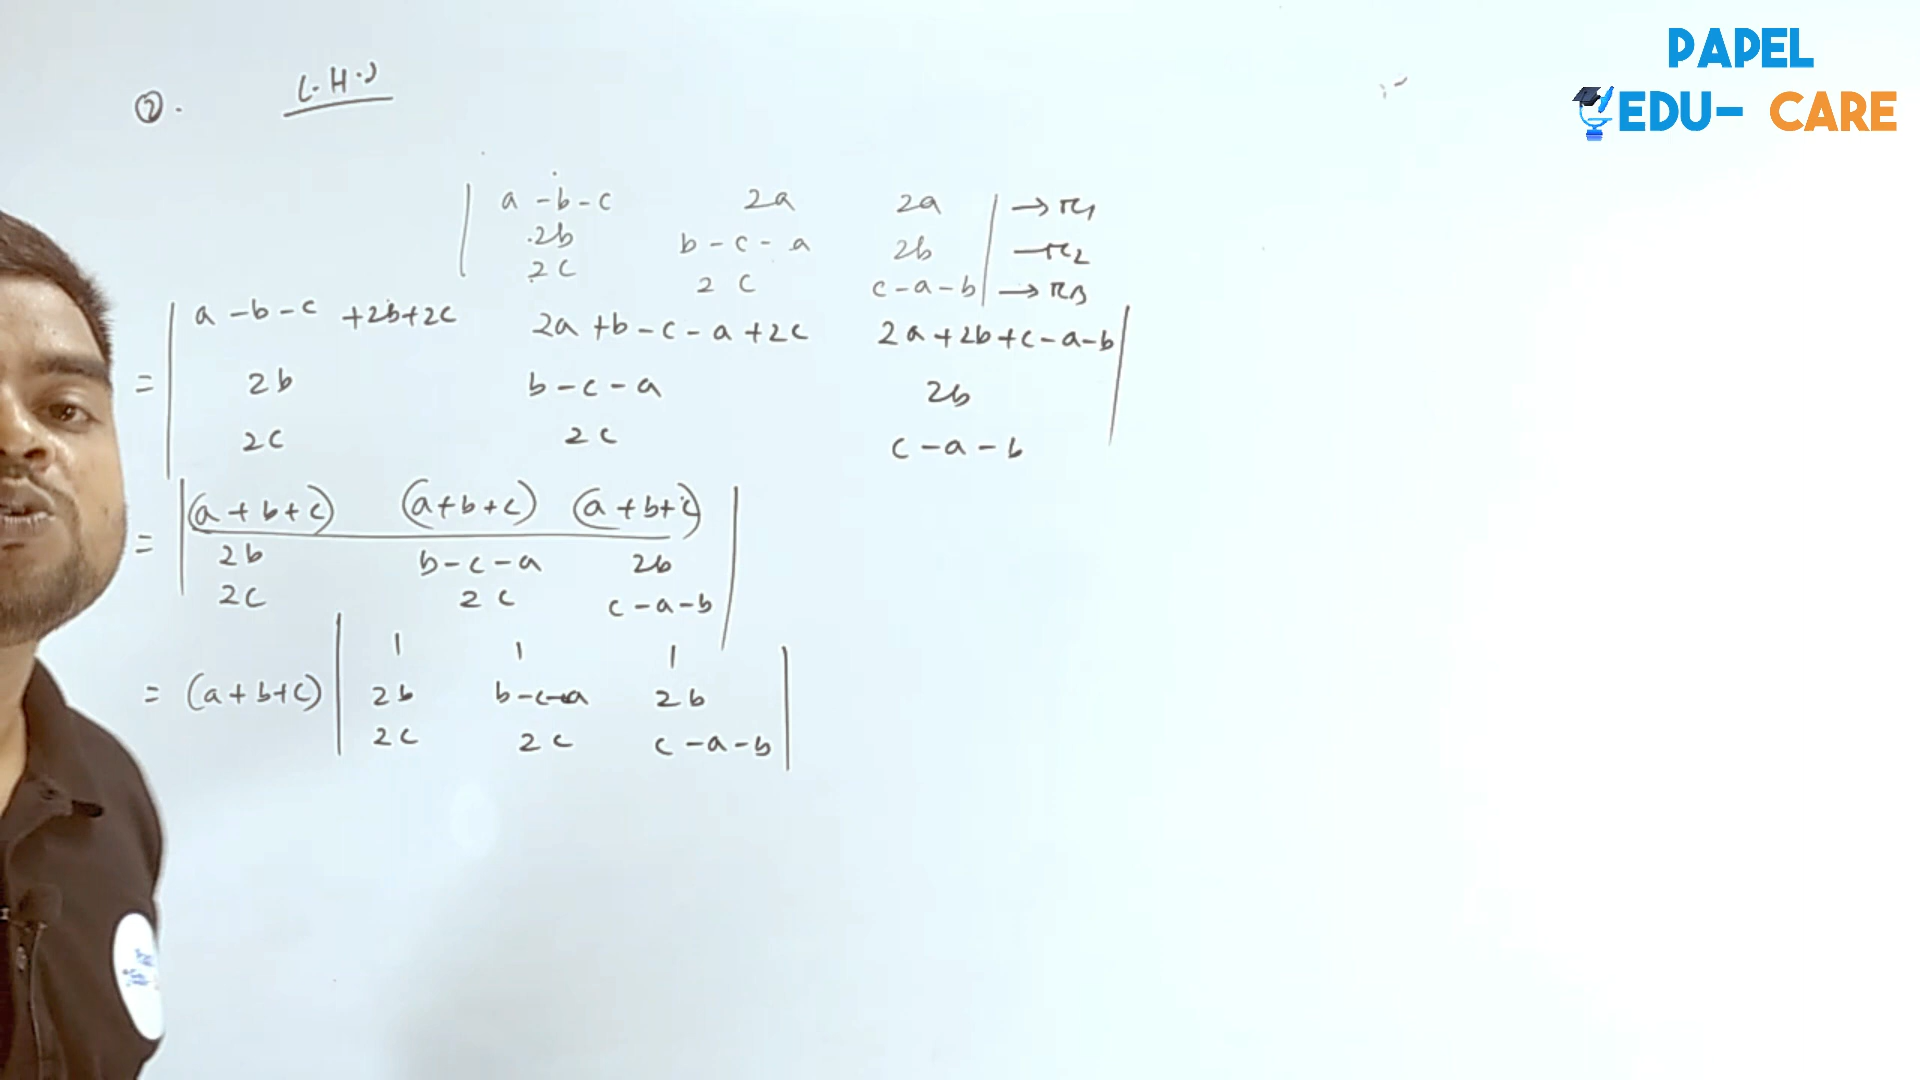 PAPEL
EDU- CARE
②. L.H.S
a -b-c 2a 2a → R1
2b b-c-a 2b → R2
2c 2c c-a-b → R3
= a -b-c +2b+2c 2a+b-c-a+2c 2a+2b+c-a-b
2b b-c-a 2b
2c 2c c-a-b
= (a+b+c) (a+b+c) (a+b+c)
2b b-c-a 2b
2c 2c c-a-b
= (a+b+c) 1 1 1
2b b-c-a 2b
2c 2c c-a-b